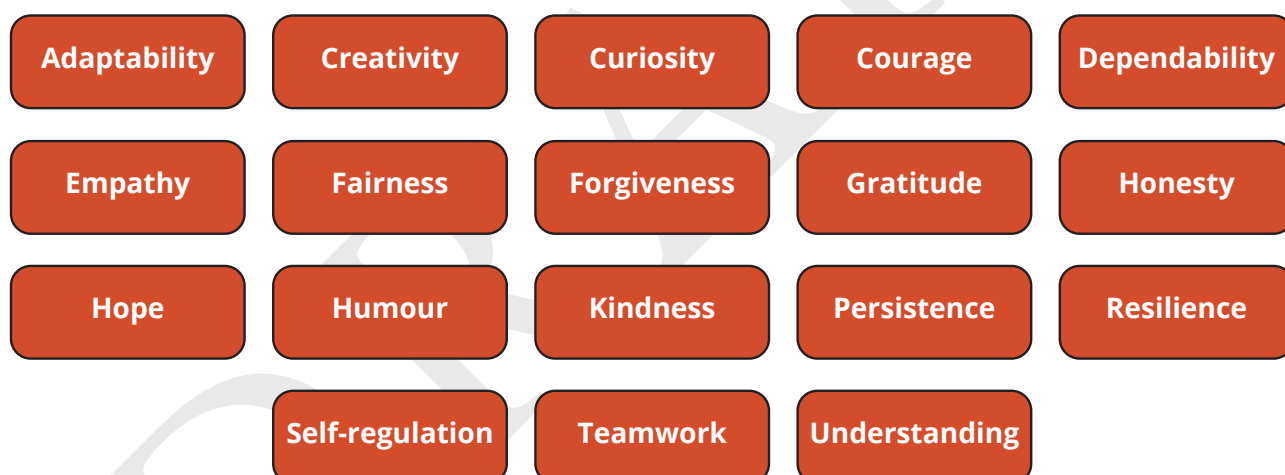 Adaptability Creativity Curiosity Courage Dependability
Empathy Fairness Forgiveness Gratitude Honesty
Hope Humour Kindness Persistence Resilience
Self-regulation Teamwork Understanding